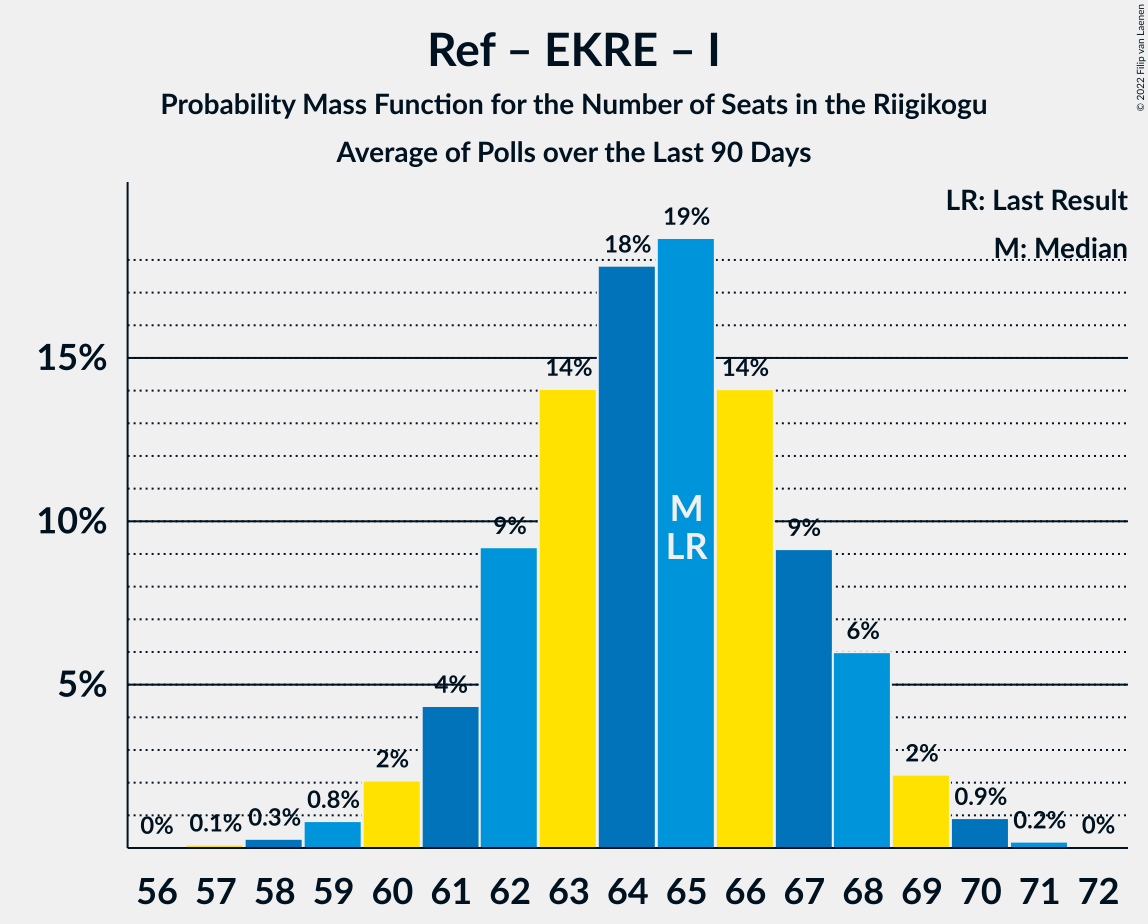 Ref – EKRE – I
Probability Mass Function for the Number of Seats in the Riigikogu
Average of Polls over the Last 90 Days
© 2022 Filip van Laenen
LR: Last Result
M: Median
15%
10%
5%
0%
0.1%
0.3%
0.8%
2%
4%
9%
14%
18%
19%
14%
9%
6%
2%
0.9%
0.2%
0%
M
LR
56 57 58 59 60 61 62 63 64 65 66 67 68 69 70 71 72